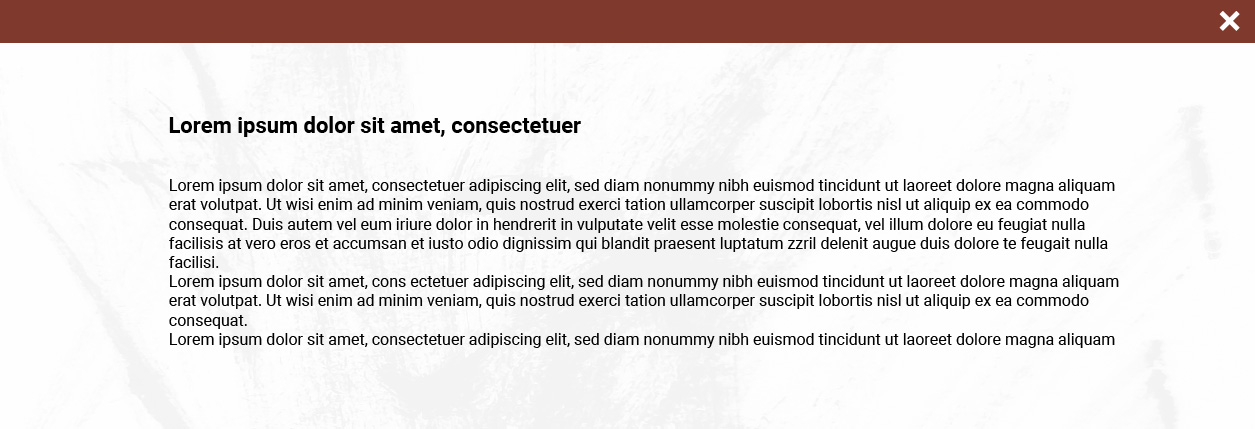 Lorem ipsum dolor sit amet, consectetuer
Lorem ipsum dolor sit amet, consectetuer adipiscing elit, sed diam nonummy nibh euismod tincidunt ut laoreet dolore magna aliquam
erat volutpat. Ut wisi enim ad minim veniam, quis nostrud exerci tation ullamcorper suscipit lobortis nisl ut aliquip ex ea commodo
consequat. Duis autem vel eum iriure dolor in hendrerit in vulputate velit esse molestie consequat, vel illum dolore eu feugiat nulla
facilisis at vero eros et accumsan et iusto odio dignissim qui blandit praesent luptatum zzril delenit augue duis dolore te feugait nulla
facilisi.
Lorem ipsum dolor sit amet, cons ectetuer adipiscing elit, sed diam nonummy nibh euismod tincidunt ut laoreet dolore magna aliquam
erat volutpat. Ut wisi enim ad minim veniam, quis nostrud exerci tation ullamcorper suscipit lobortis nisl ut aliquip ex ea commodo
consequat.
Lorem ipsum dolor sit amet, consectetuer adipiscing elit, sed diam nonummy nibh euismod tincidunt ut laoreet dolore magna aliquam